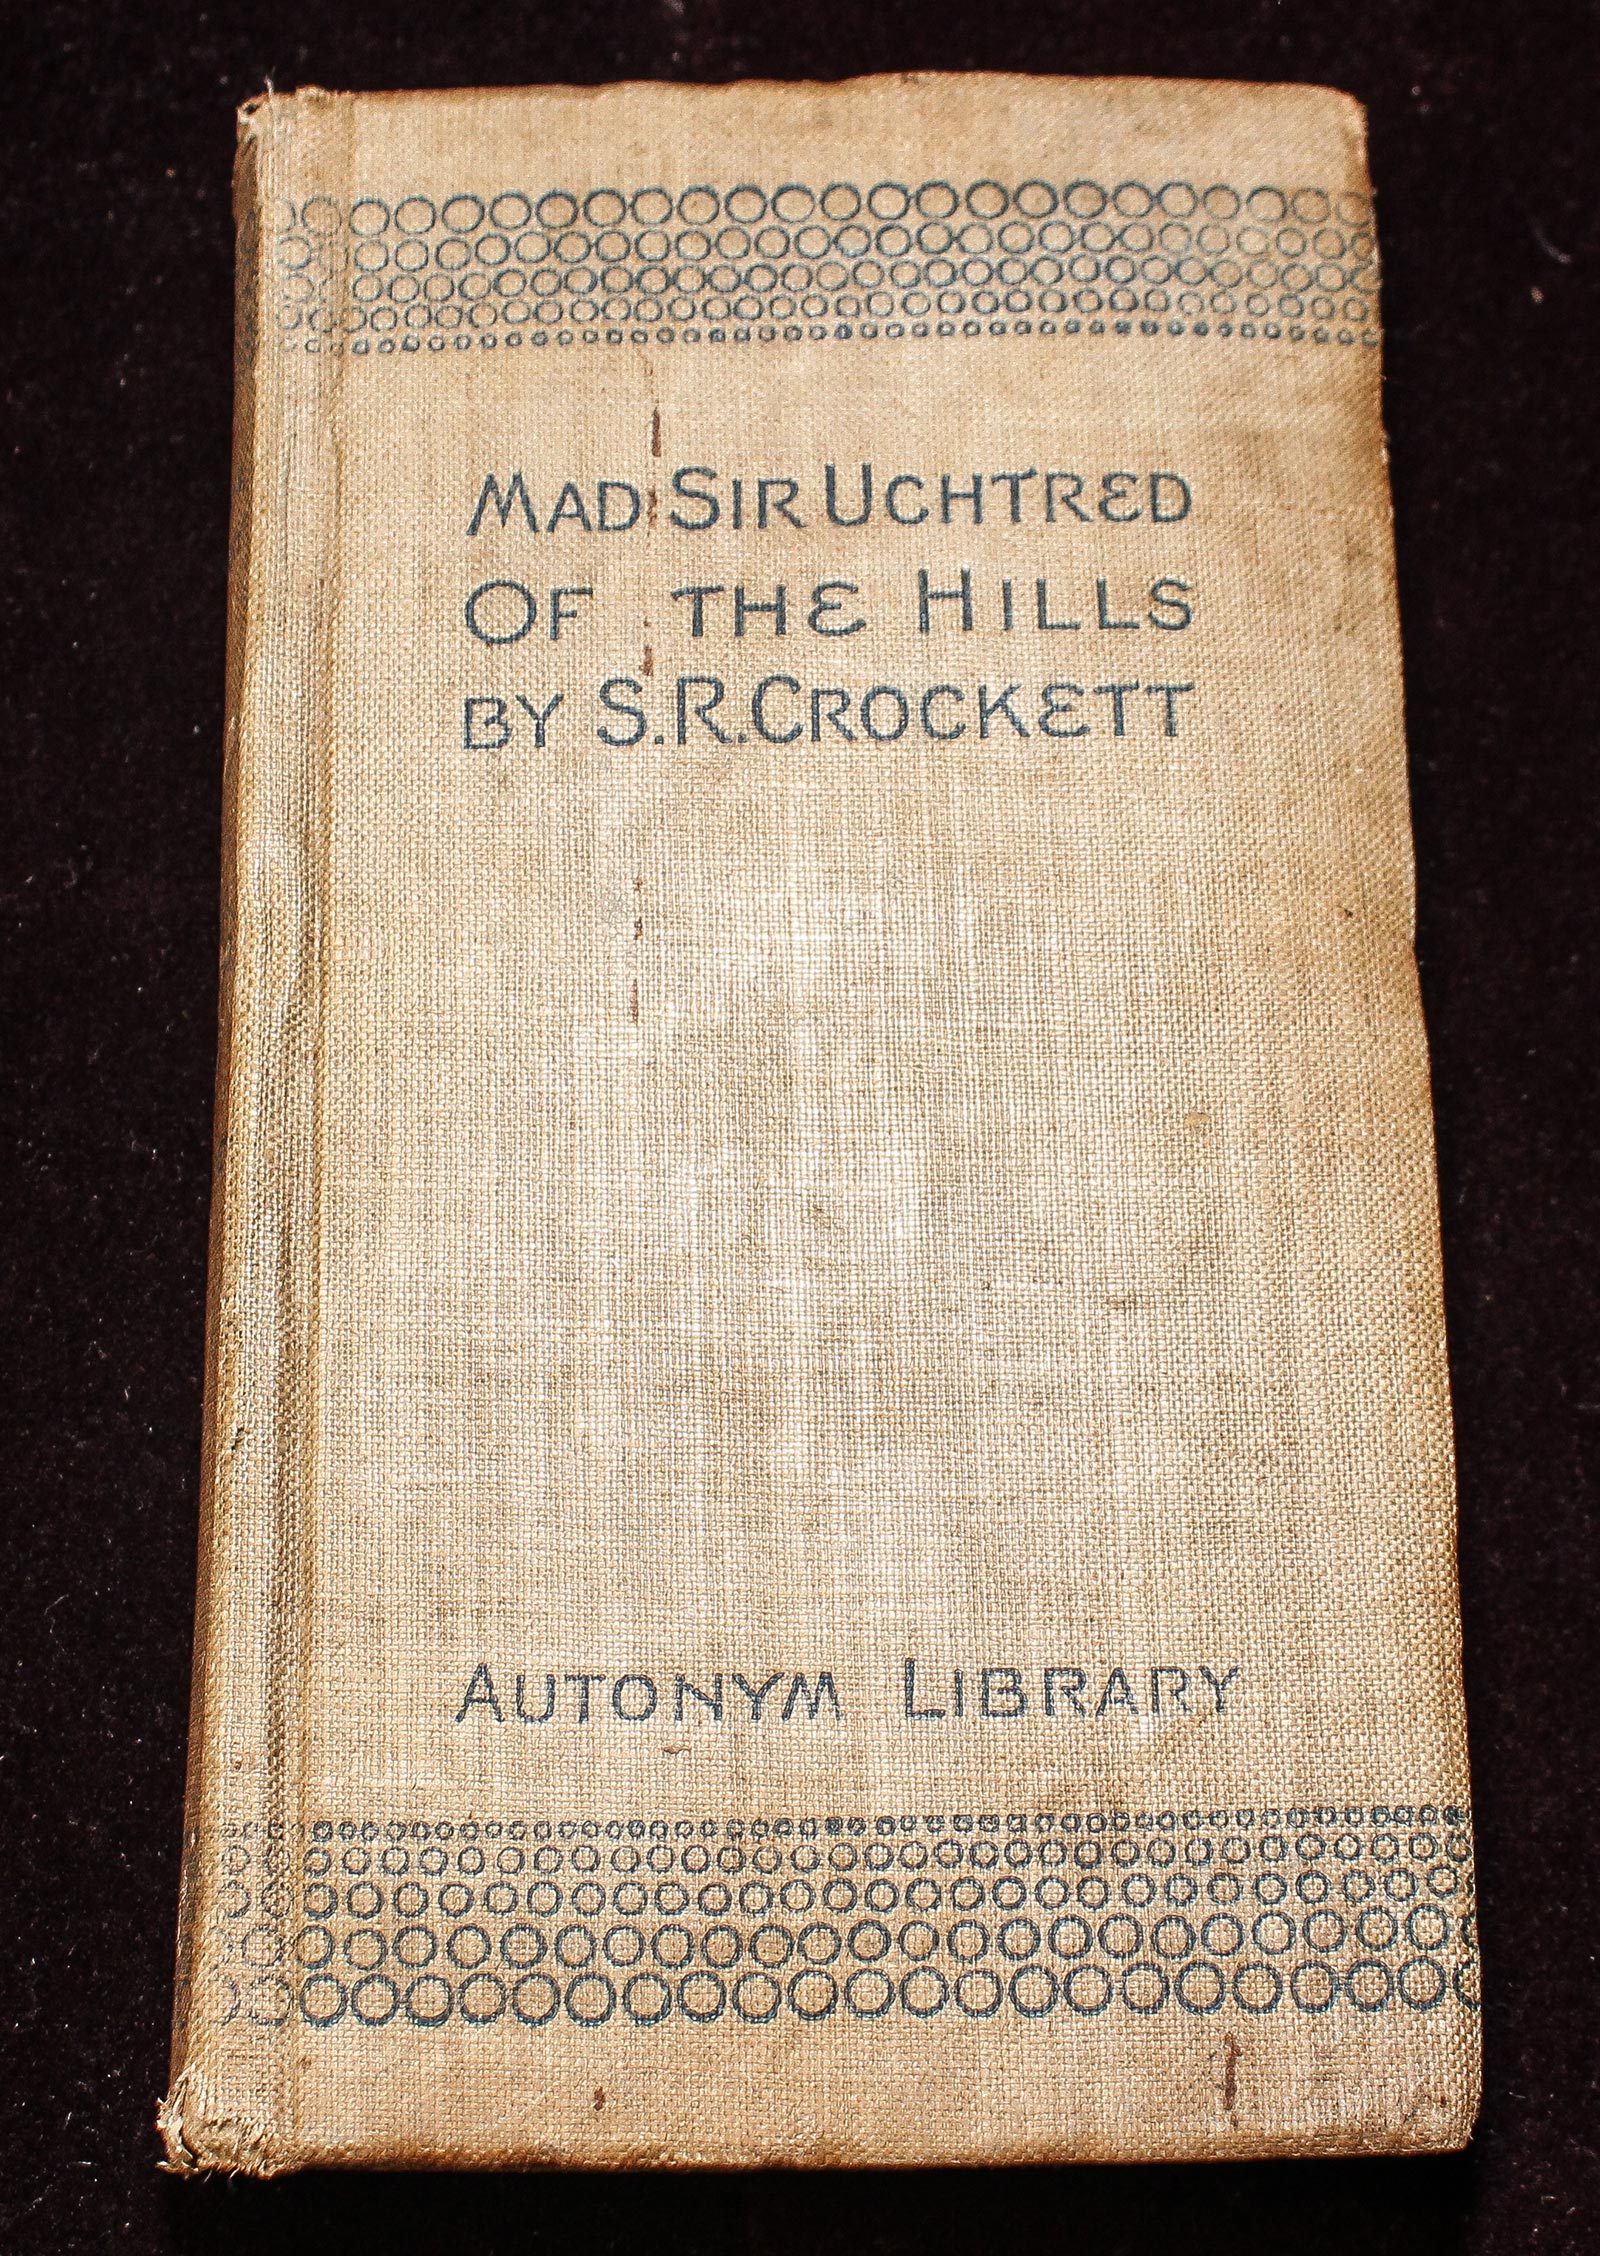 MAD SIR UCHTRED
OF THE HILLS
BY S.R.CROCKETT
AUTONYM LIBRARY